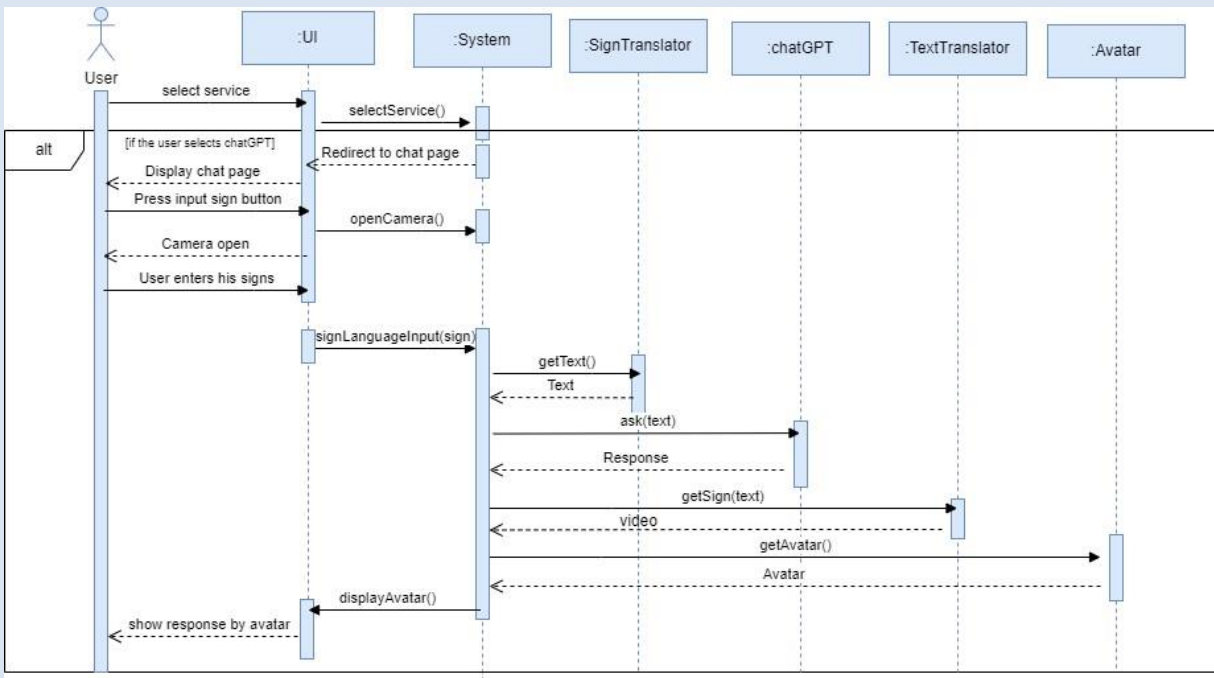 User
:UI
:System
:SignTranslator
:chatGPT
:TextTranslator
:Avatar
select service
selectService()
alt
[if the user selects chatGPT]
Redirect to chat page
Display chat page
Press input sign button
openCamera()
Camera open
User enters his signs
signLanguageInput(sign)
getText()
Text
ask(text)
Response
getSign(text)
video
getAvatar()
Avatar
displayAvatar()
show response by avatar